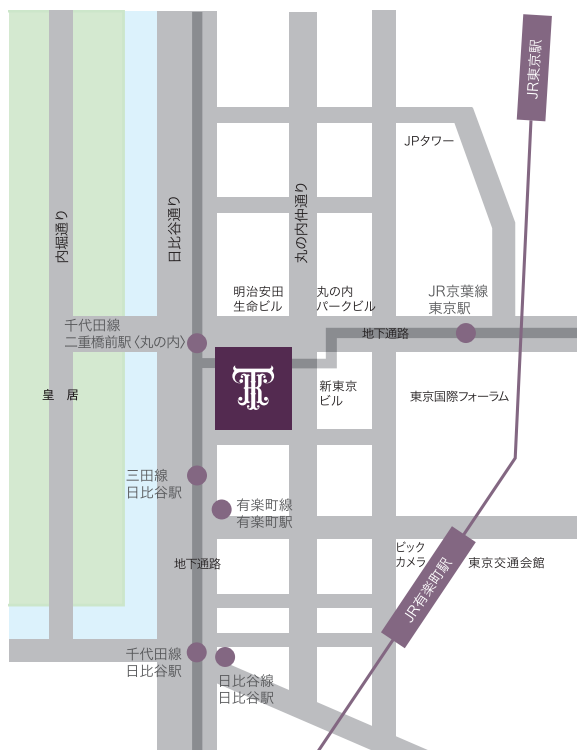 JR東京駅
JPタワー
内堀通り
日比谷通り
丸の内仲通り
明治安田
生命ビル
丸の内
パークビル
JR京葉線
東京駅
千代田線
二重橋前駅〈丸の内〉
地下通路
皇　居
新東京
ビル
東京国際フォーラム
三田線
日比谷駅
有楽町線
有楽町駅
地下通路
ビック
カメラ
東京交通会館
JR有楽町駅
千代田線
日比谷駅
日比谷線
日比谷駅